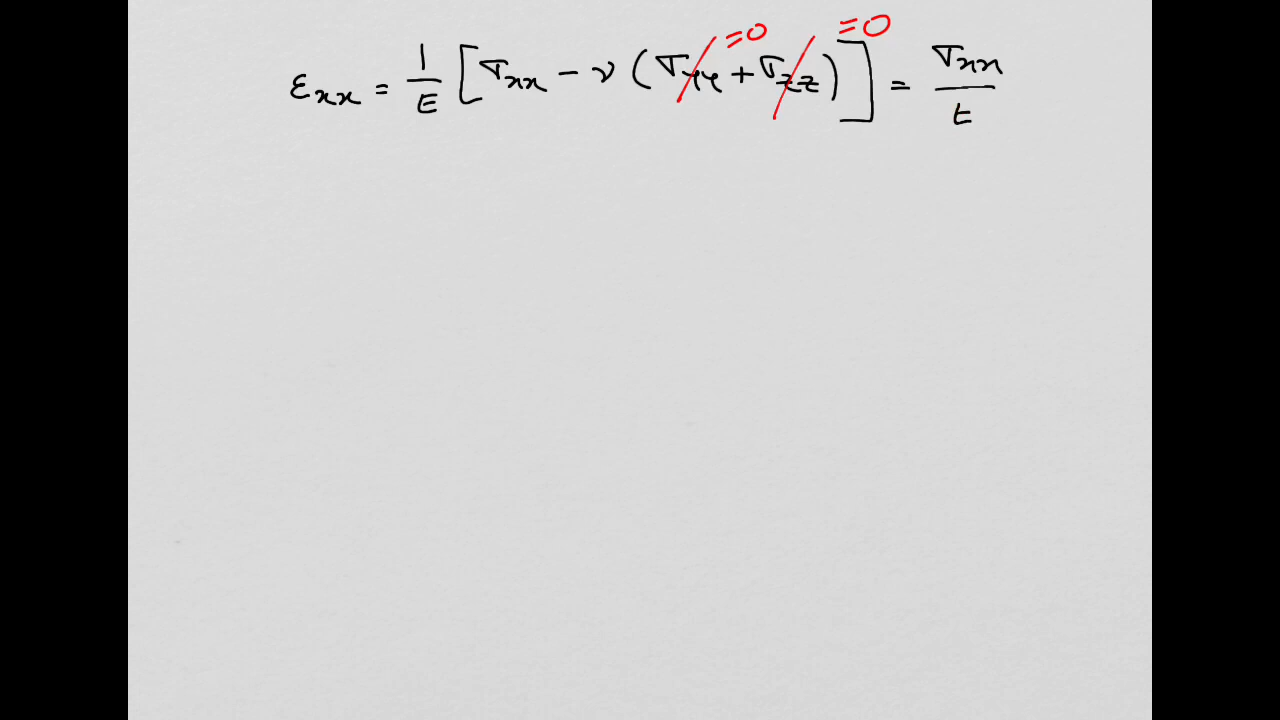 =0 =0
εxx = 1/E [σxx - ν (σyy + σzz)] = σxx/E